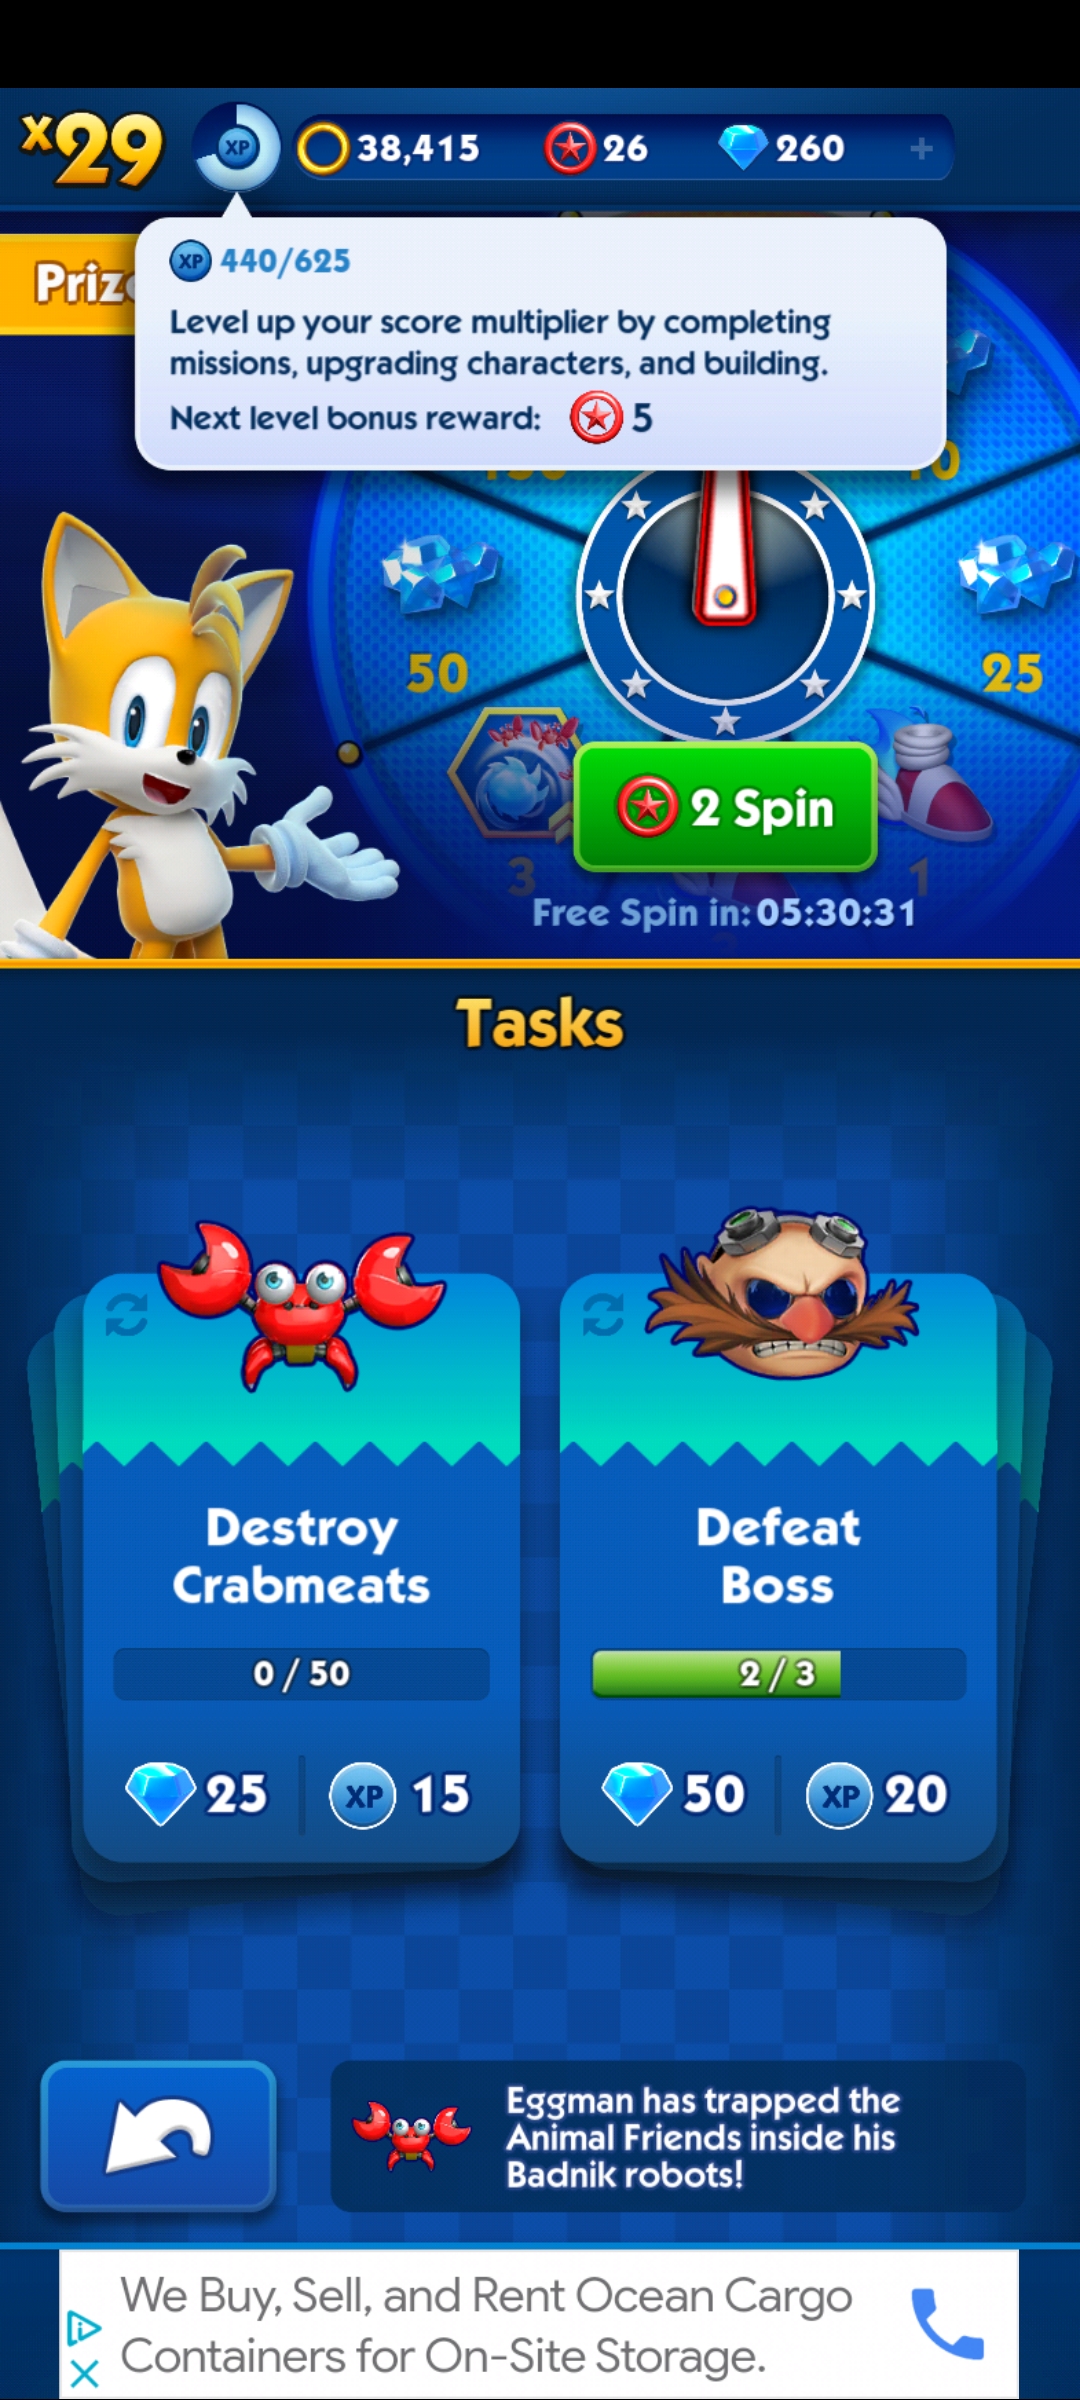 x29
XP
38,415
26
260
+
XP 440/625
Level up your score multiplier by completing
missions, upgrading characters, and building.
Next level bonus reward: 5
50
25
2 Spin
3
1
Free Spin in: 05:30:31
Tasks
Destroy
Crabmeats
0 / 50
25
XP 15
Defeat
Boss
2 / 3
50
XP 20
Eggman has trapped the
Animal Friends inside his
Badnik robots!
We Buy, Sell, and Rent Ocean Cargo
Containers for On-Site Storage.